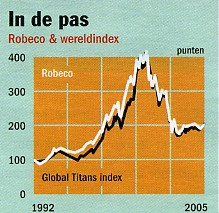 In de pas
Robeco & wereldindex
punten
400
Robeco
300
200
100
Global Titans index
0
1992 2005